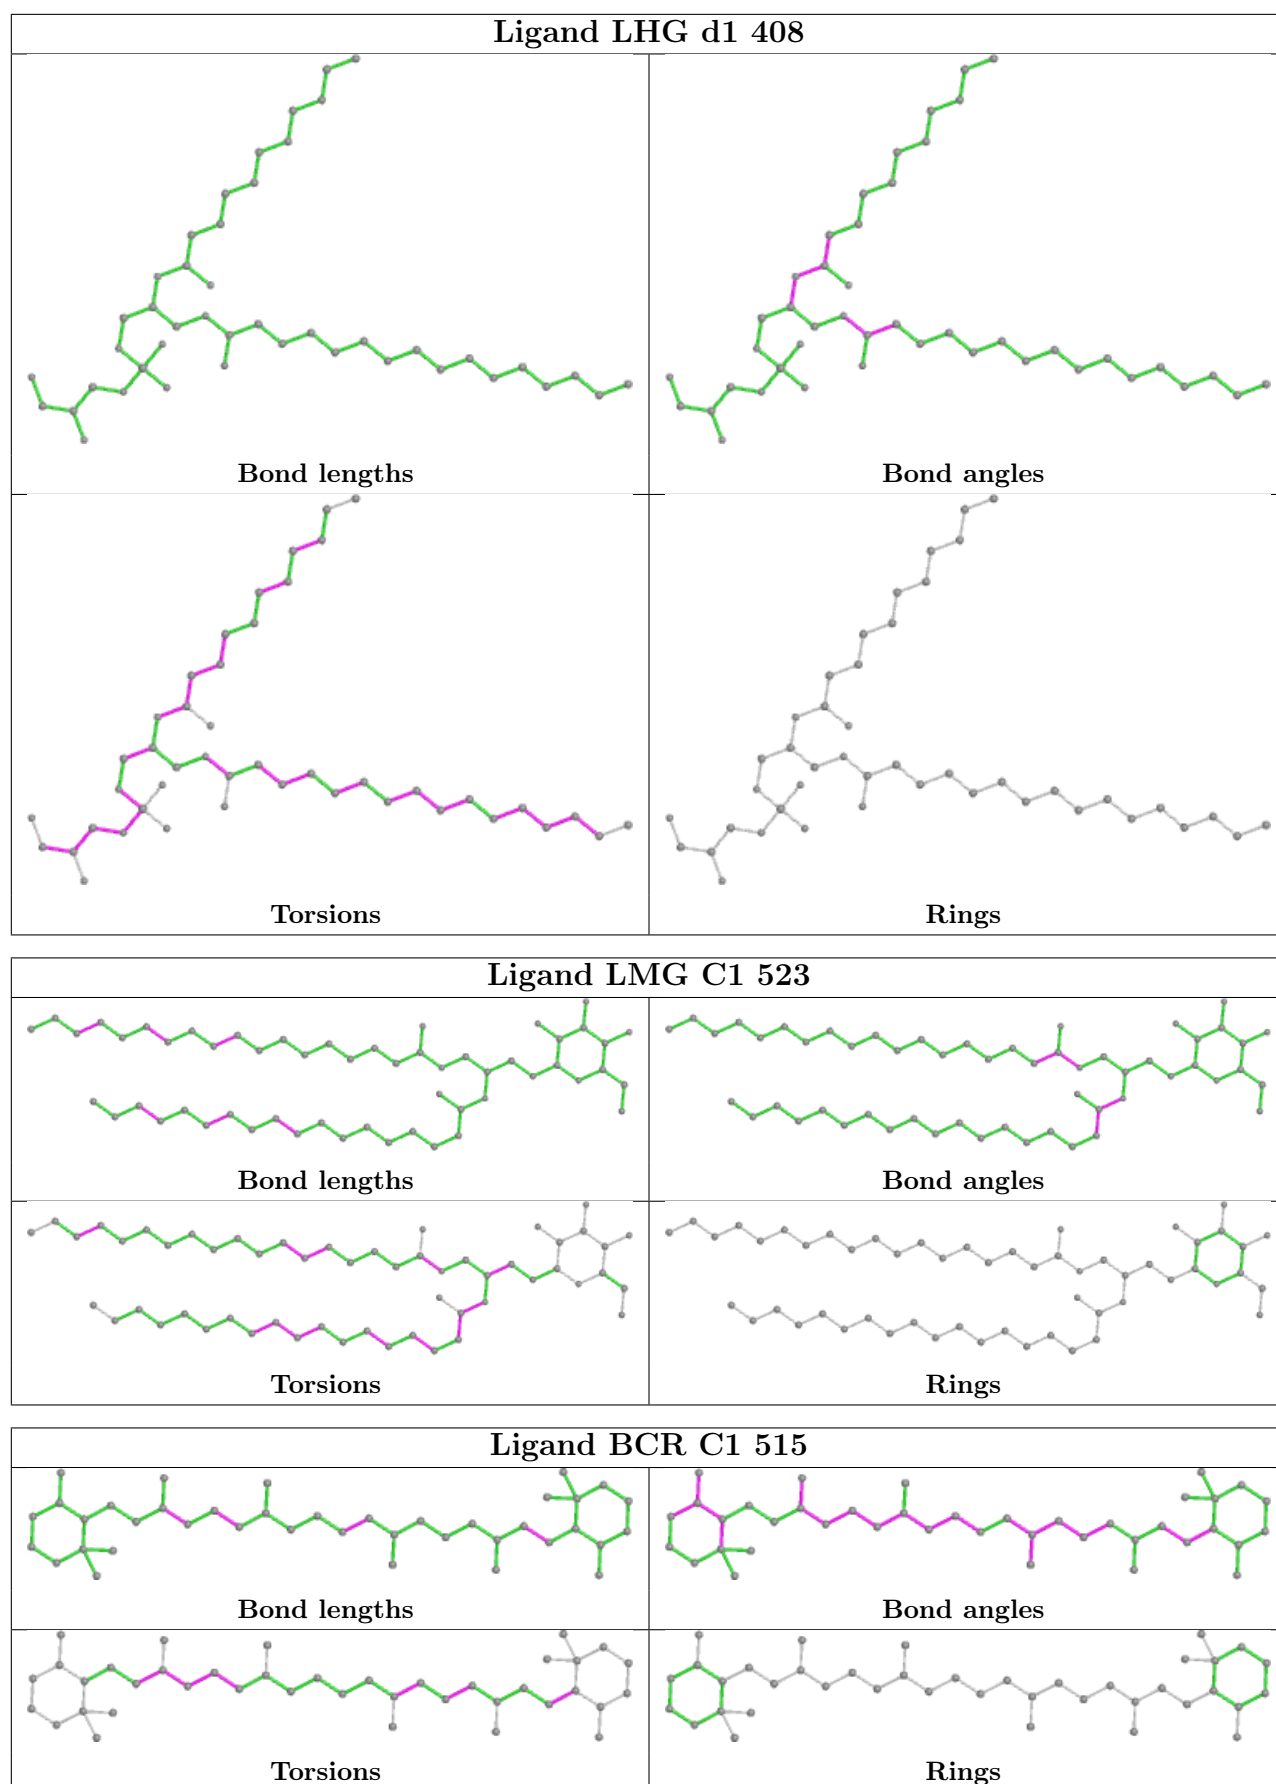 Ligand LHG d1 408
Bond lengths
Bond angles
Torsions
Rings
Ligand LMG C1 523
Bond lengths
Bond angles
Torsions
Rings
Ligand BCR C1 515
Bond lengths
Bond angles
Torsions
Rings